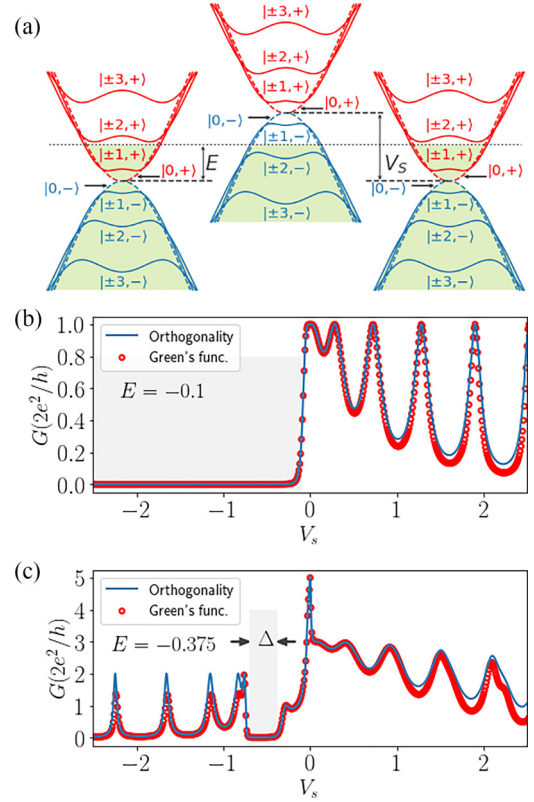 (a)
|±3,+⟩
|±2,+⟩
|±1,+⟩
|0,+⟩
|0,−⟩
|±1,−⟩
|±2,−⟩
|±3,−⟩
V_S
|±3,+⟩
|±2,+⟩
|±1,+⟩
|0,+⟩
|0,−⟩
E
|±1,−⟩
|±2,−⟩
|±3,−⟩
|±3,+⟩
|±2,+⟩
|±1,+⟩
|0,+⟩
|0,−⟩
|±1,−⟩
|±2,−⟩
|±3,−⟩
(b)
G(2e²/h)
1.0
0.8
0.6
0.4
0.2
0.0
Orthogonality
Green's func.
E = −0.1
−2 −1 0 1 2
V_s
(c)
G(2e²/h)
5
4
3
2
1
0
Orthogonality
Green's func.
E = −0.375
Δ
−2 −1 0 1 2
V_s